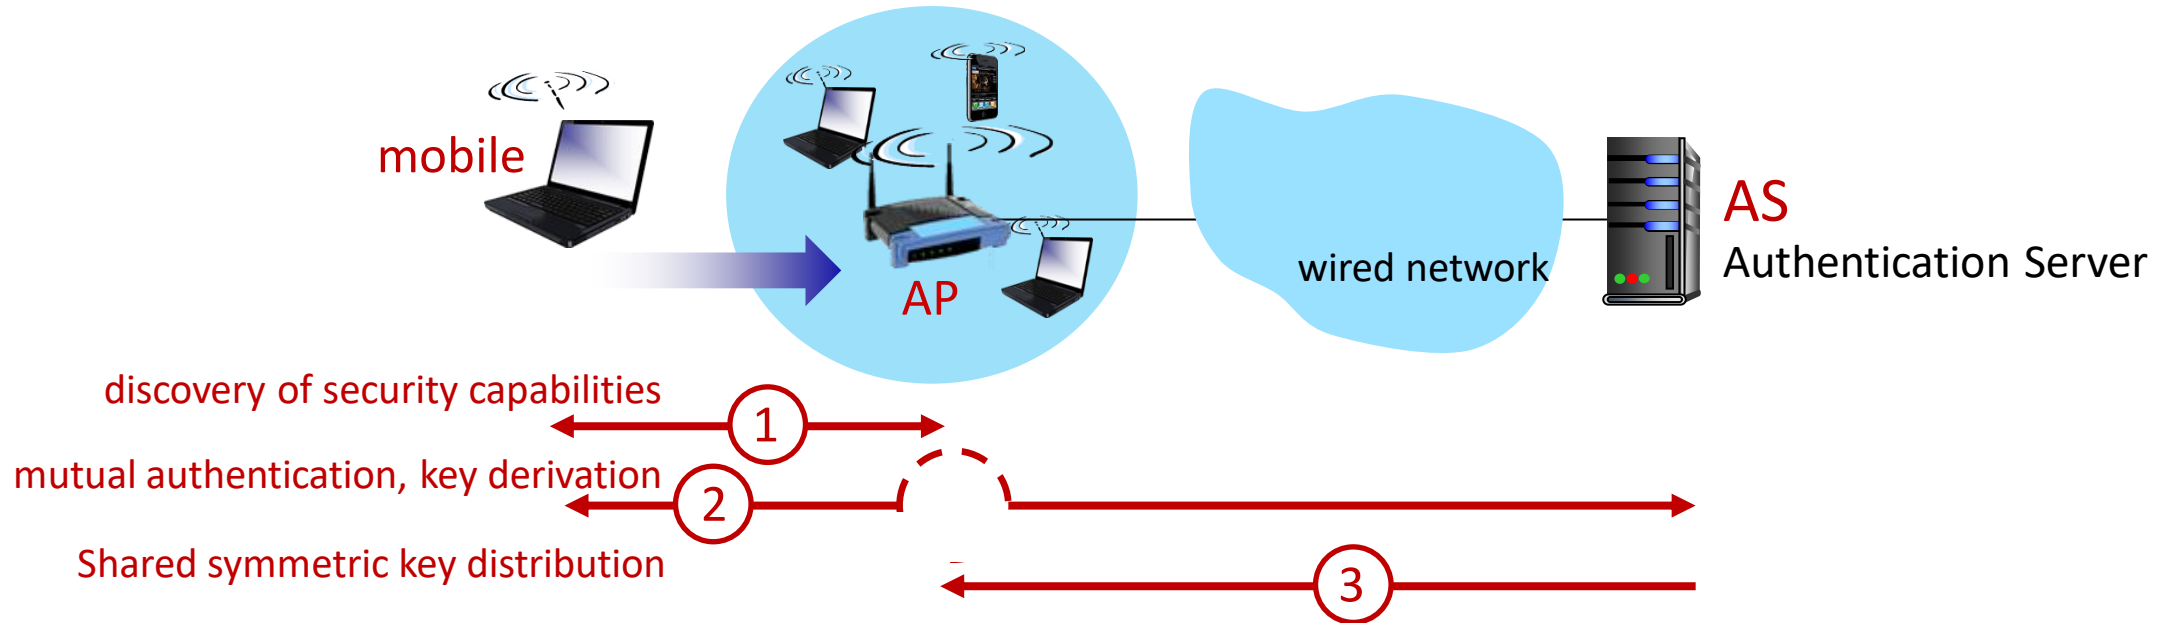 mobile
AP
wired network
AS
Authentication Server
discovery of security capabilities
1
mutual authentication, key derivation
2
Shared symmetric key distribution
3